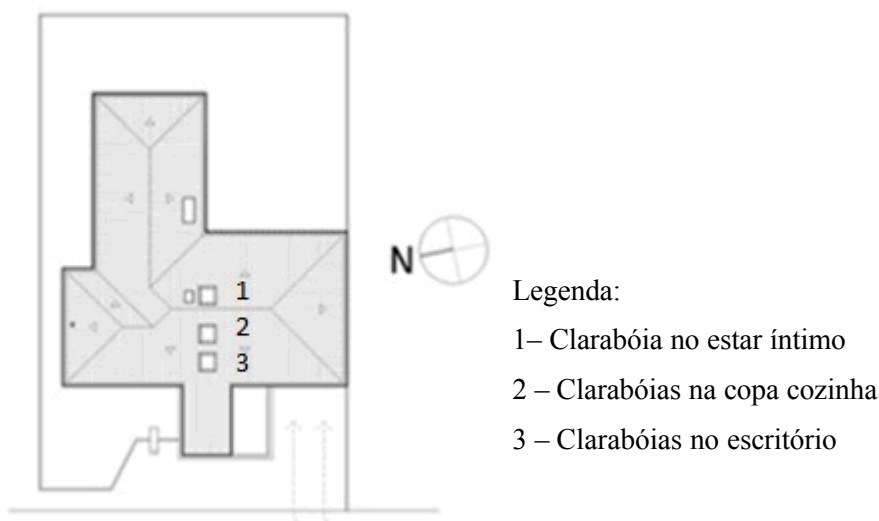 1
2
3
N
Legenda:
1– Clarabóia no estar íntimo
2 – Clarabóias na copa cozinha
3 – Clarabóias no escritório